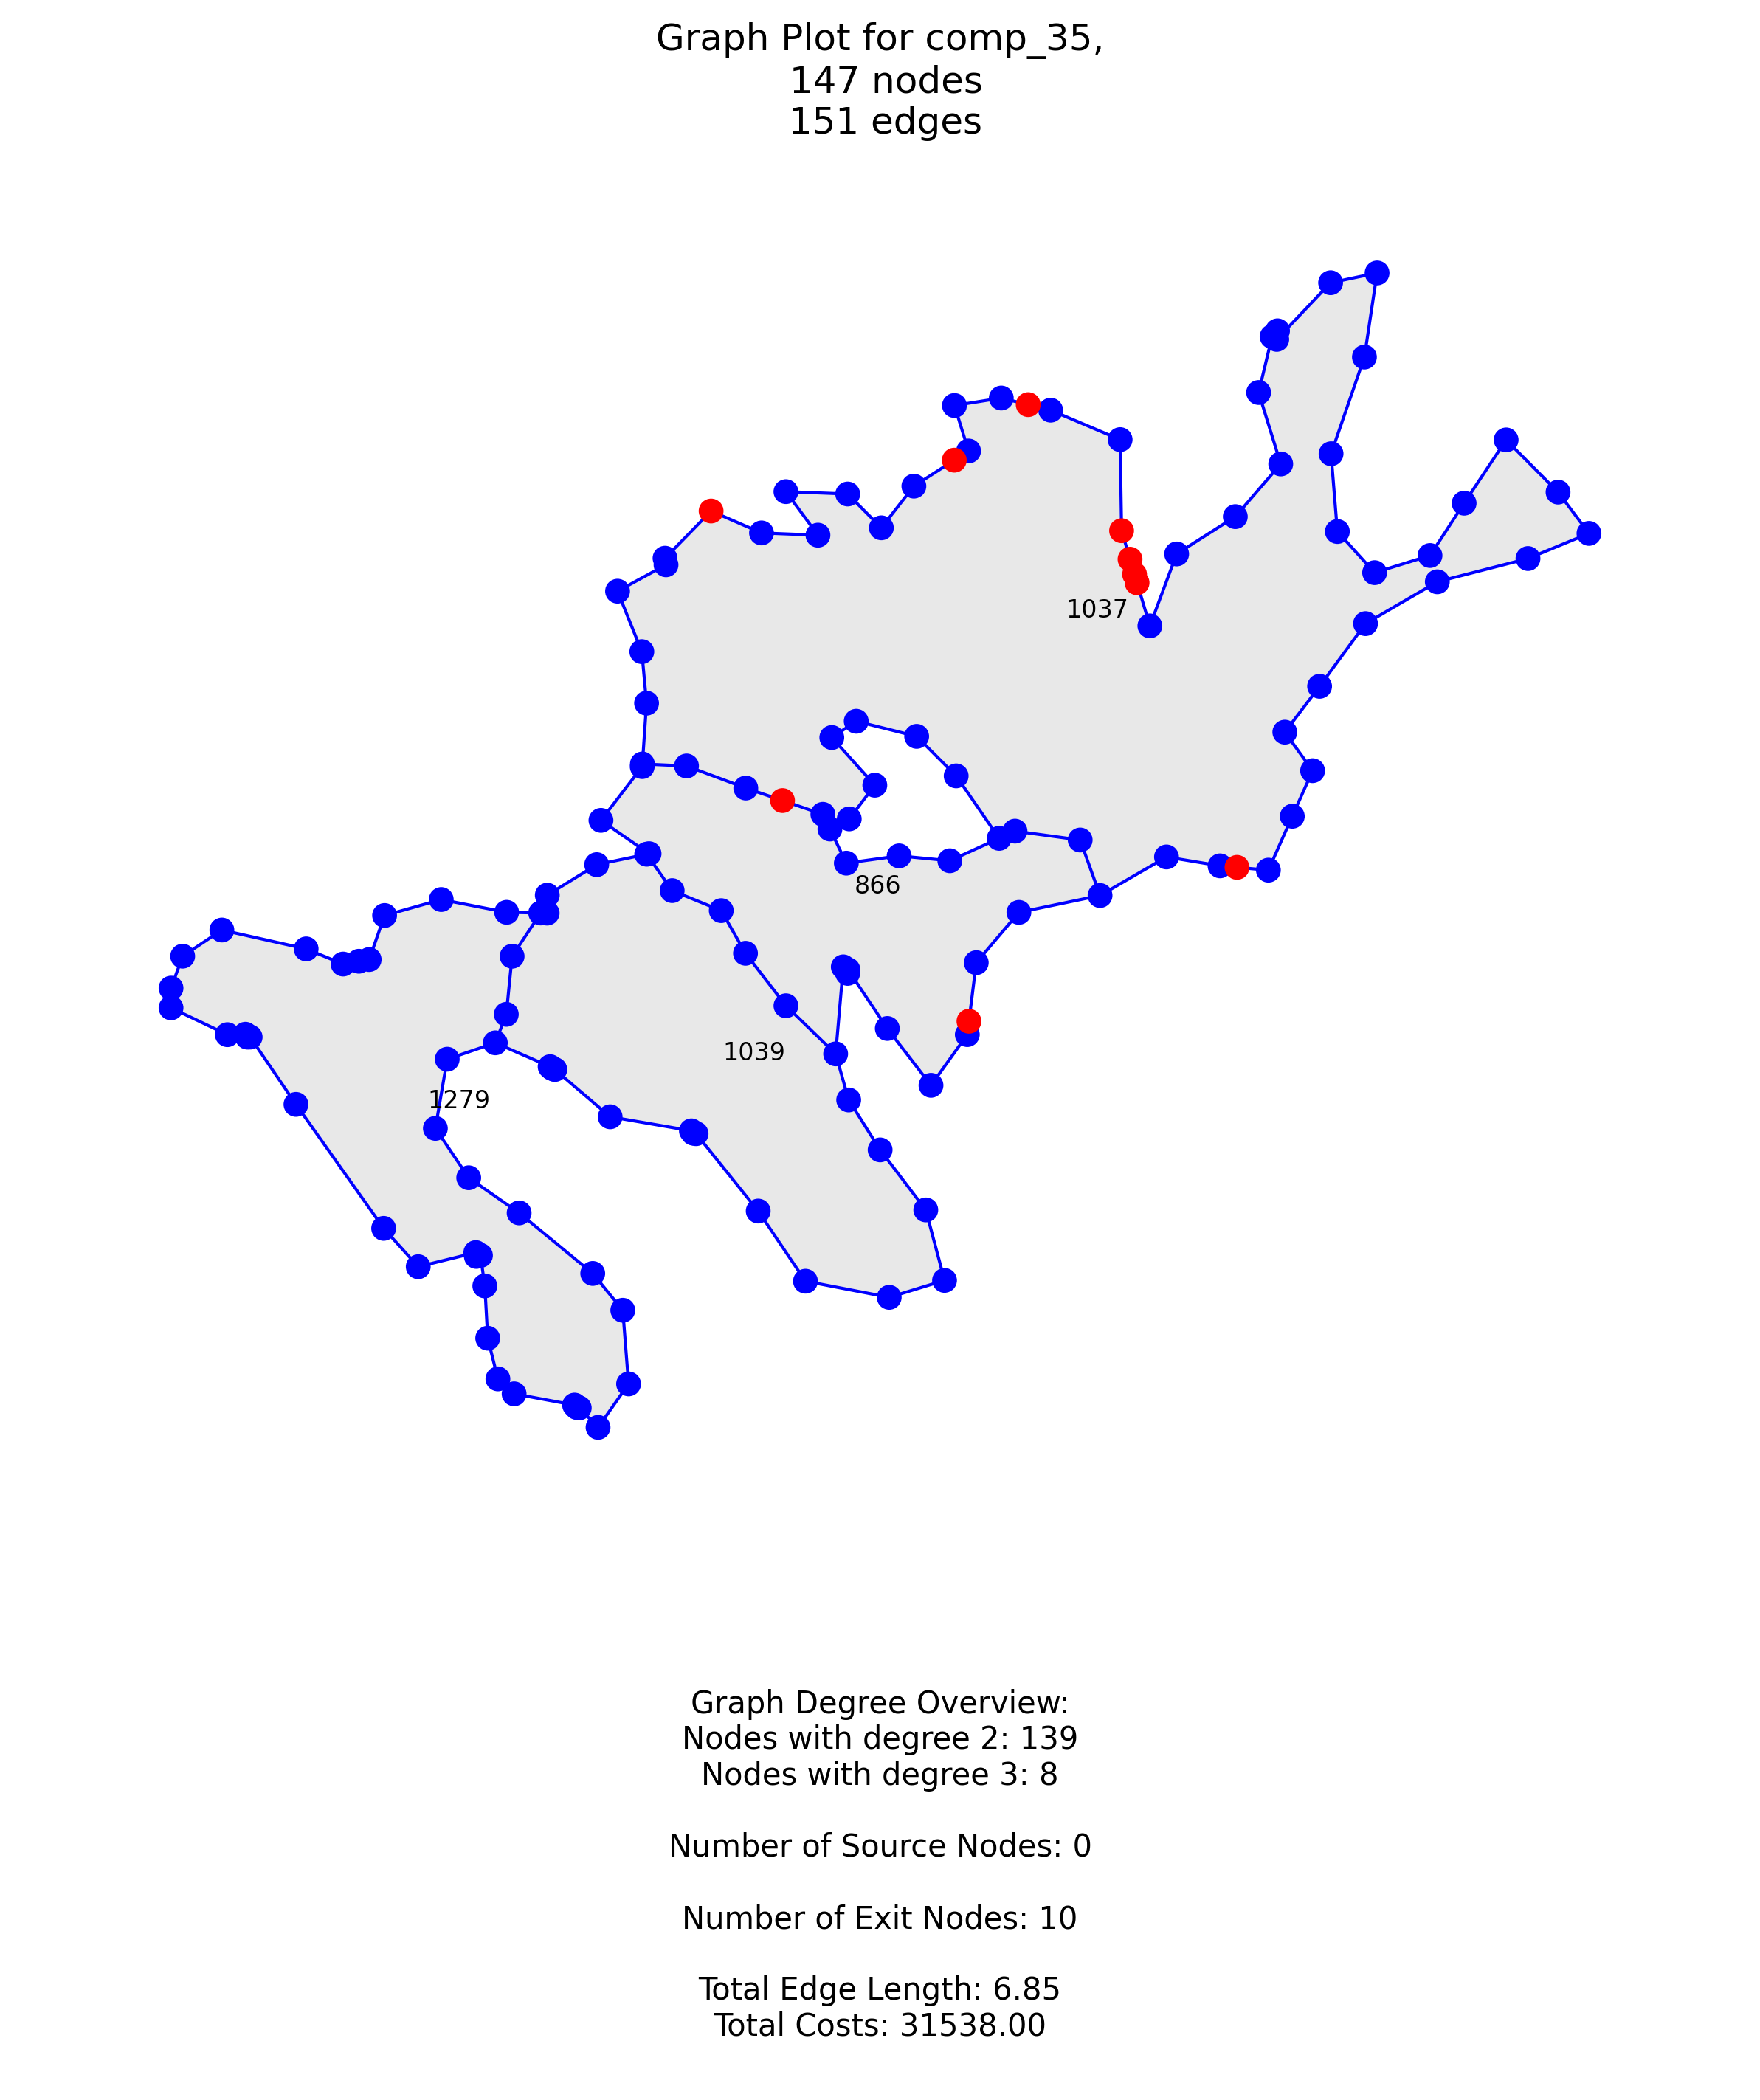 Graph Plot for comp_35,
147 nodes
151 edges
1037
866
1039
1279
Graph Degree Overview:
Nodes with degree 2: 139
Nodes with degree 3: 8
Number of Source Nodes: 0
Number of Exit Nodes: 10
Total Edge Length: 6.85
Total Costs: 31538.00